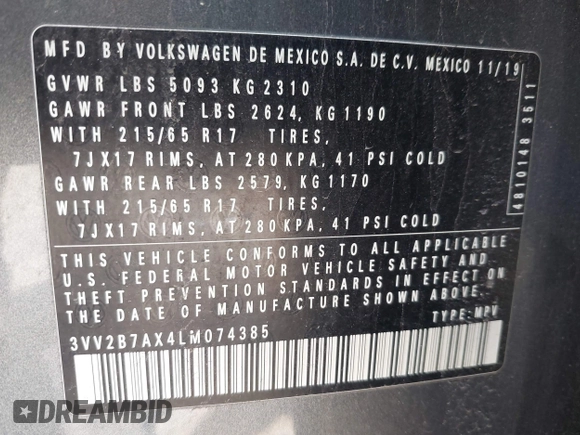 MFD BY VOLKSWAGEN DE MEXICO S.A. DE C.V. MEXICO 11/19
GVWR LBS 5093 KG 2310
GAWR FRONT LBS 2624, KG 1190
WITH 215/65 R17 TIRES,
7JX17 RIMS, AT 280 KPA, 41 PSI COLD
GAWR REAR LBS 2579, KG 1170
WITH 215/65 R17 TIRES,
7JX17 RIMS, AT 280 KPA, 41 PSI COLD
THIS VEHICLE CONFORMS TO ALL APPLICABLE
U.S. FEDERAL MOTOR VEHICLE SAFETY AND
THEFT PREVENTION STANDARDS IN EFFECT ON
THE DATE OF MANUFACTURE SHOWN ABOVE.
TYPE: MPV
3VV2B7AX4LM074385
4810148 3511
DREAMBID